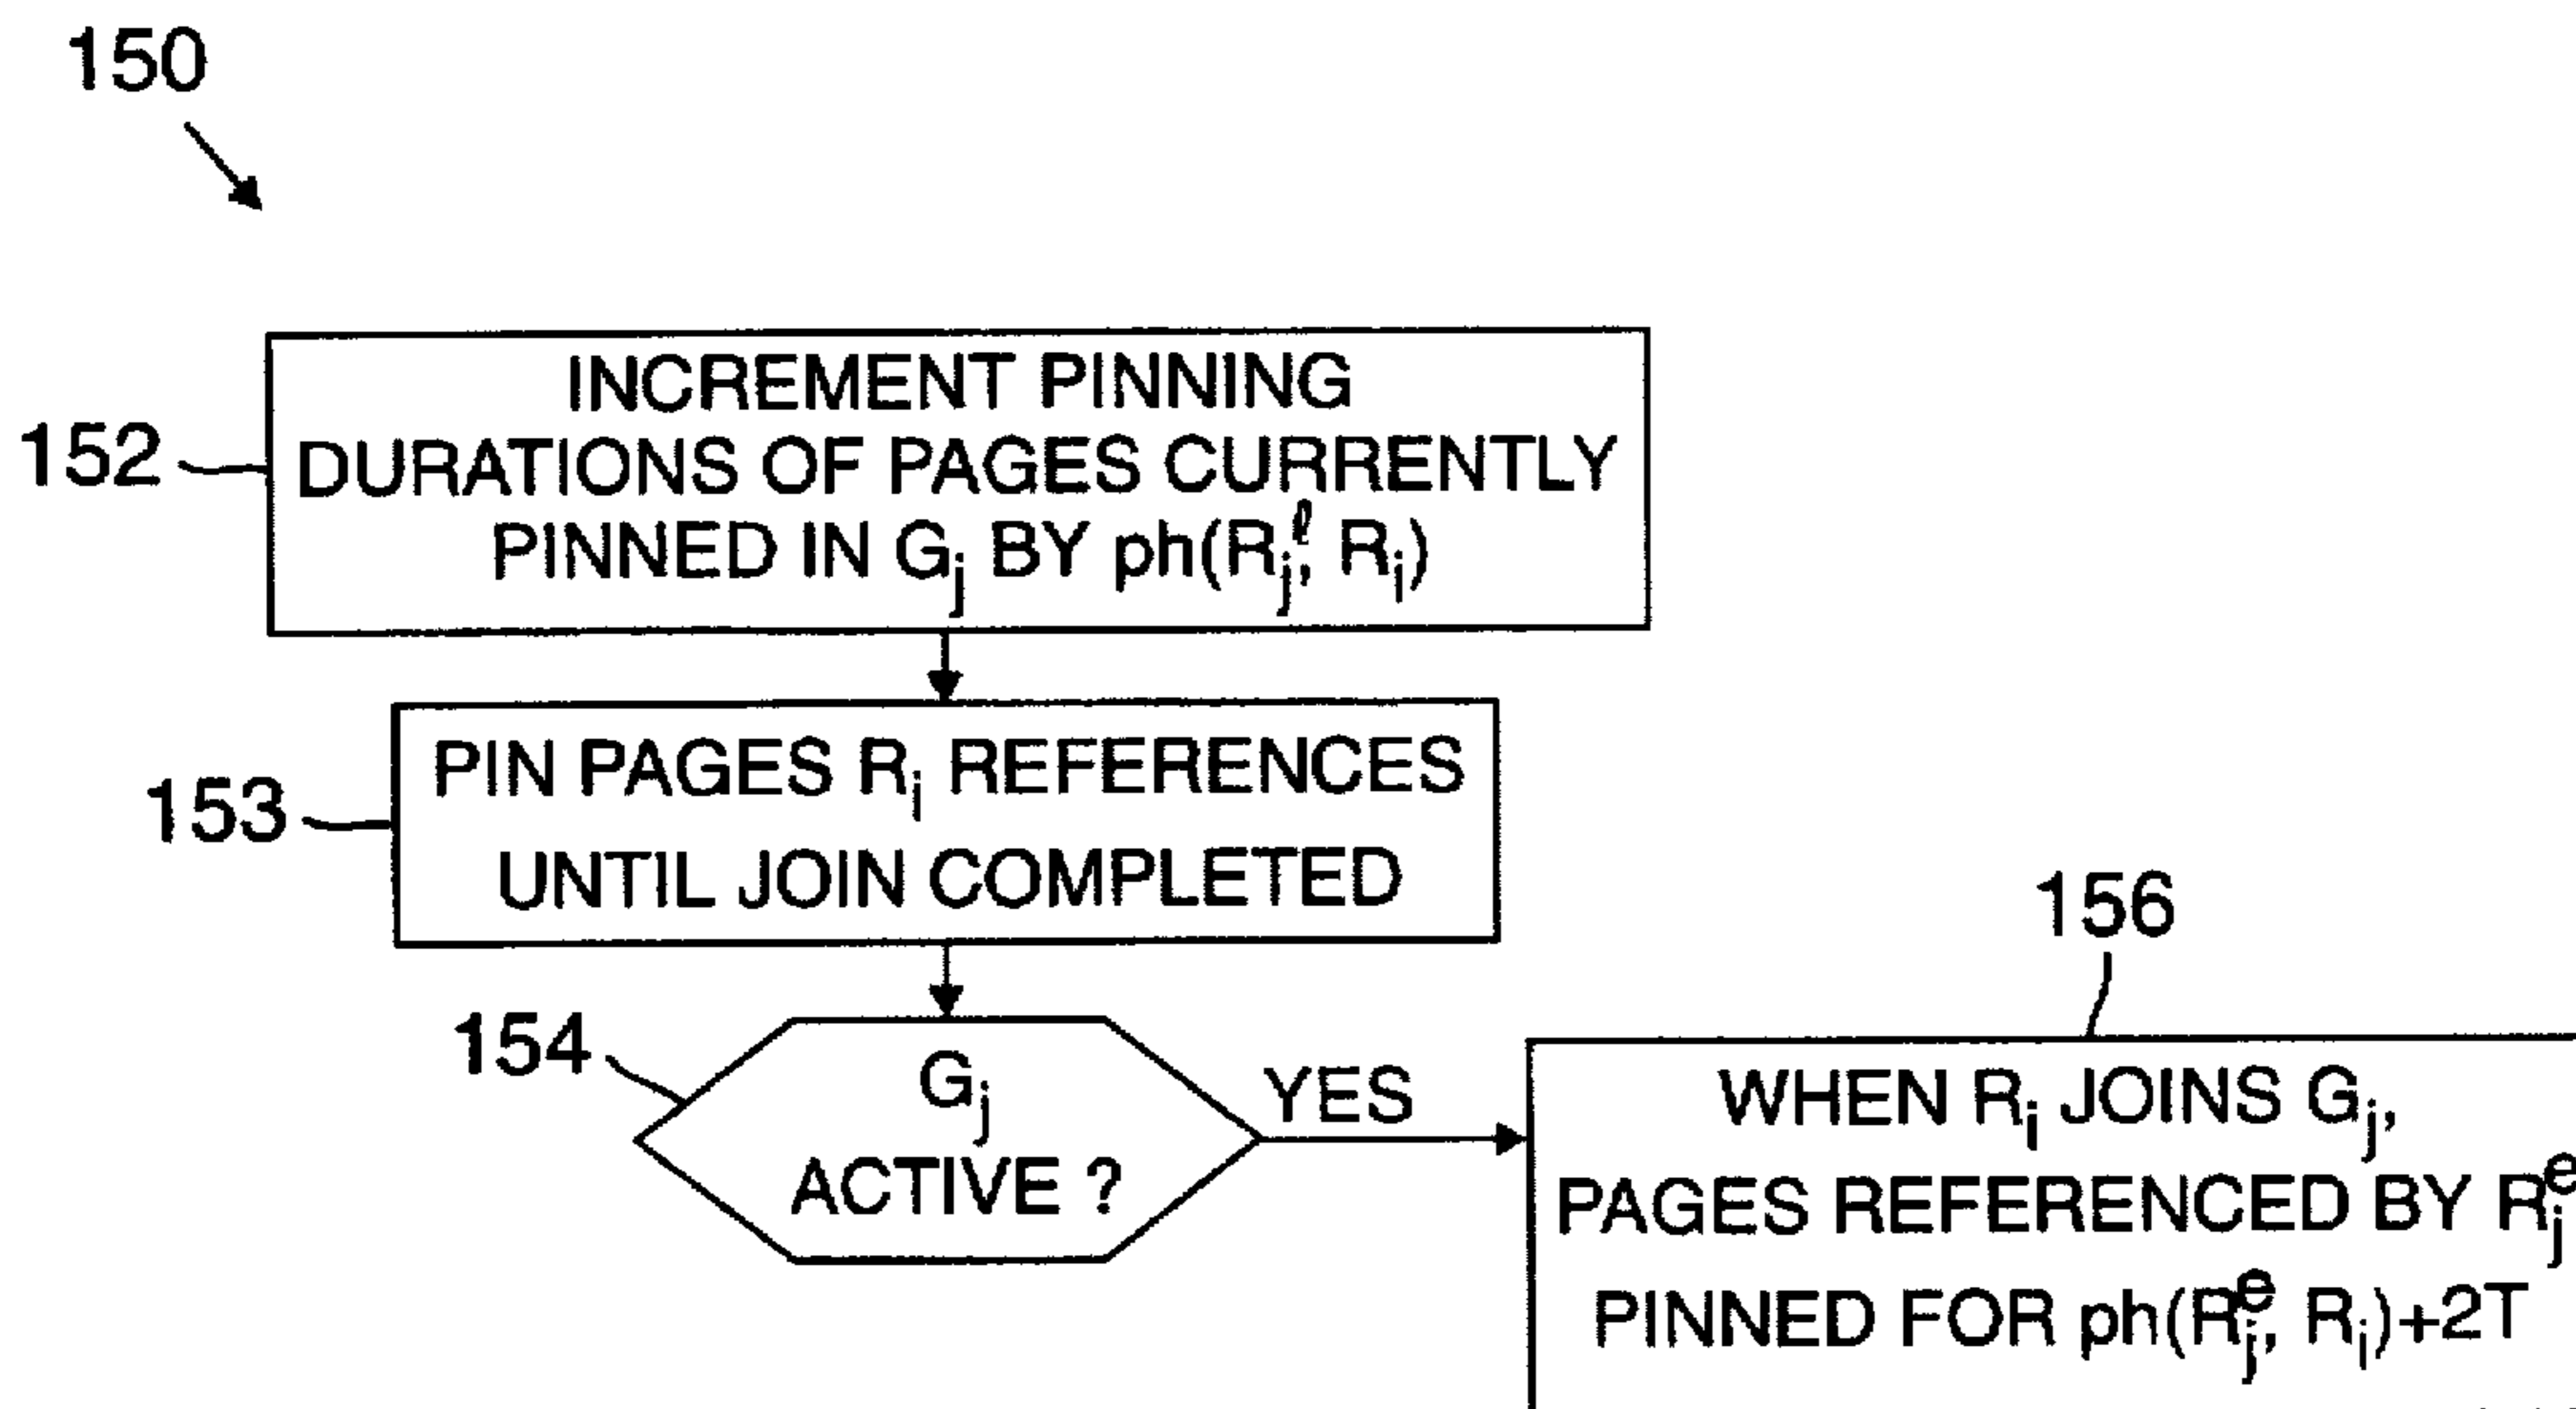 150
152
INCREMENT PINNING
DURATIONS OF PAGES CURRENTLY
PINNED IN Gj BY ph(Rjℓ, Ri)
153
PIN PAGES Ri REFERENCES
UNTIL JOIN COMPLETED
154
Gj
ACTIVE ?
YES
156
WHEN Ri JOINS Gj,
PAGES REFERENCED BY Rje
PINNED FOR ph(Rje, Ri)+2T